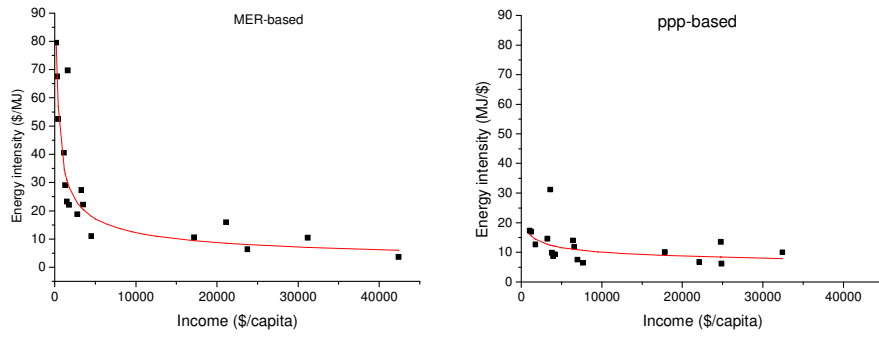 MER-based
Energy intensity ($/MJ)
90
80
70
60
50
40
30
20
10
0
0 10000 20000 30000 40000
Income ($/capita)
ppp-based
Energy intensity (MJ/$)
90
80
70
60
50
40
30
20
10
0
0 10000 20000 30000 40000
Income ($/capita)